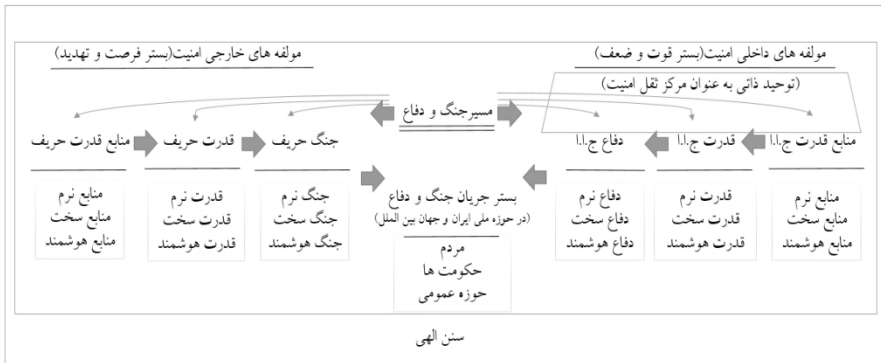 مولفه های داخلی امنیت(بستر قوت و ضعف)
مولفه های خارجی امنیت(بستر فرصت و تهدید)
(توحید ذاتی به عنوان مرکز ثقل امنیت)
مسیرجنگ و دفاع
منابع قدرت ج.ا.ا
قدرت ج.ا.ا
دفاع ج.ا.ا
جنگ حریف
قدرت حریف
منابع قدرت حریف
منابع نرم
منابع سخت
منابع هوشمند
قدرت نرم
قدرت سخت
قدرت هوشمند
دفاع نرم
دفاع سخت
دفاع هوشمند
بستر جریان جنگ و دفاع
(در حوزه ملی ایران و جهان بین الملل)
مردم
حکومت ها
حوزه عمومی
جنگ نرم
جنگ سخت
جنگ هوشمند
قدرت نرم
قدرت سخت
قدرت هوشمند
منابع نرم
منابع سخت
منابع هوشمند
سنن الهی